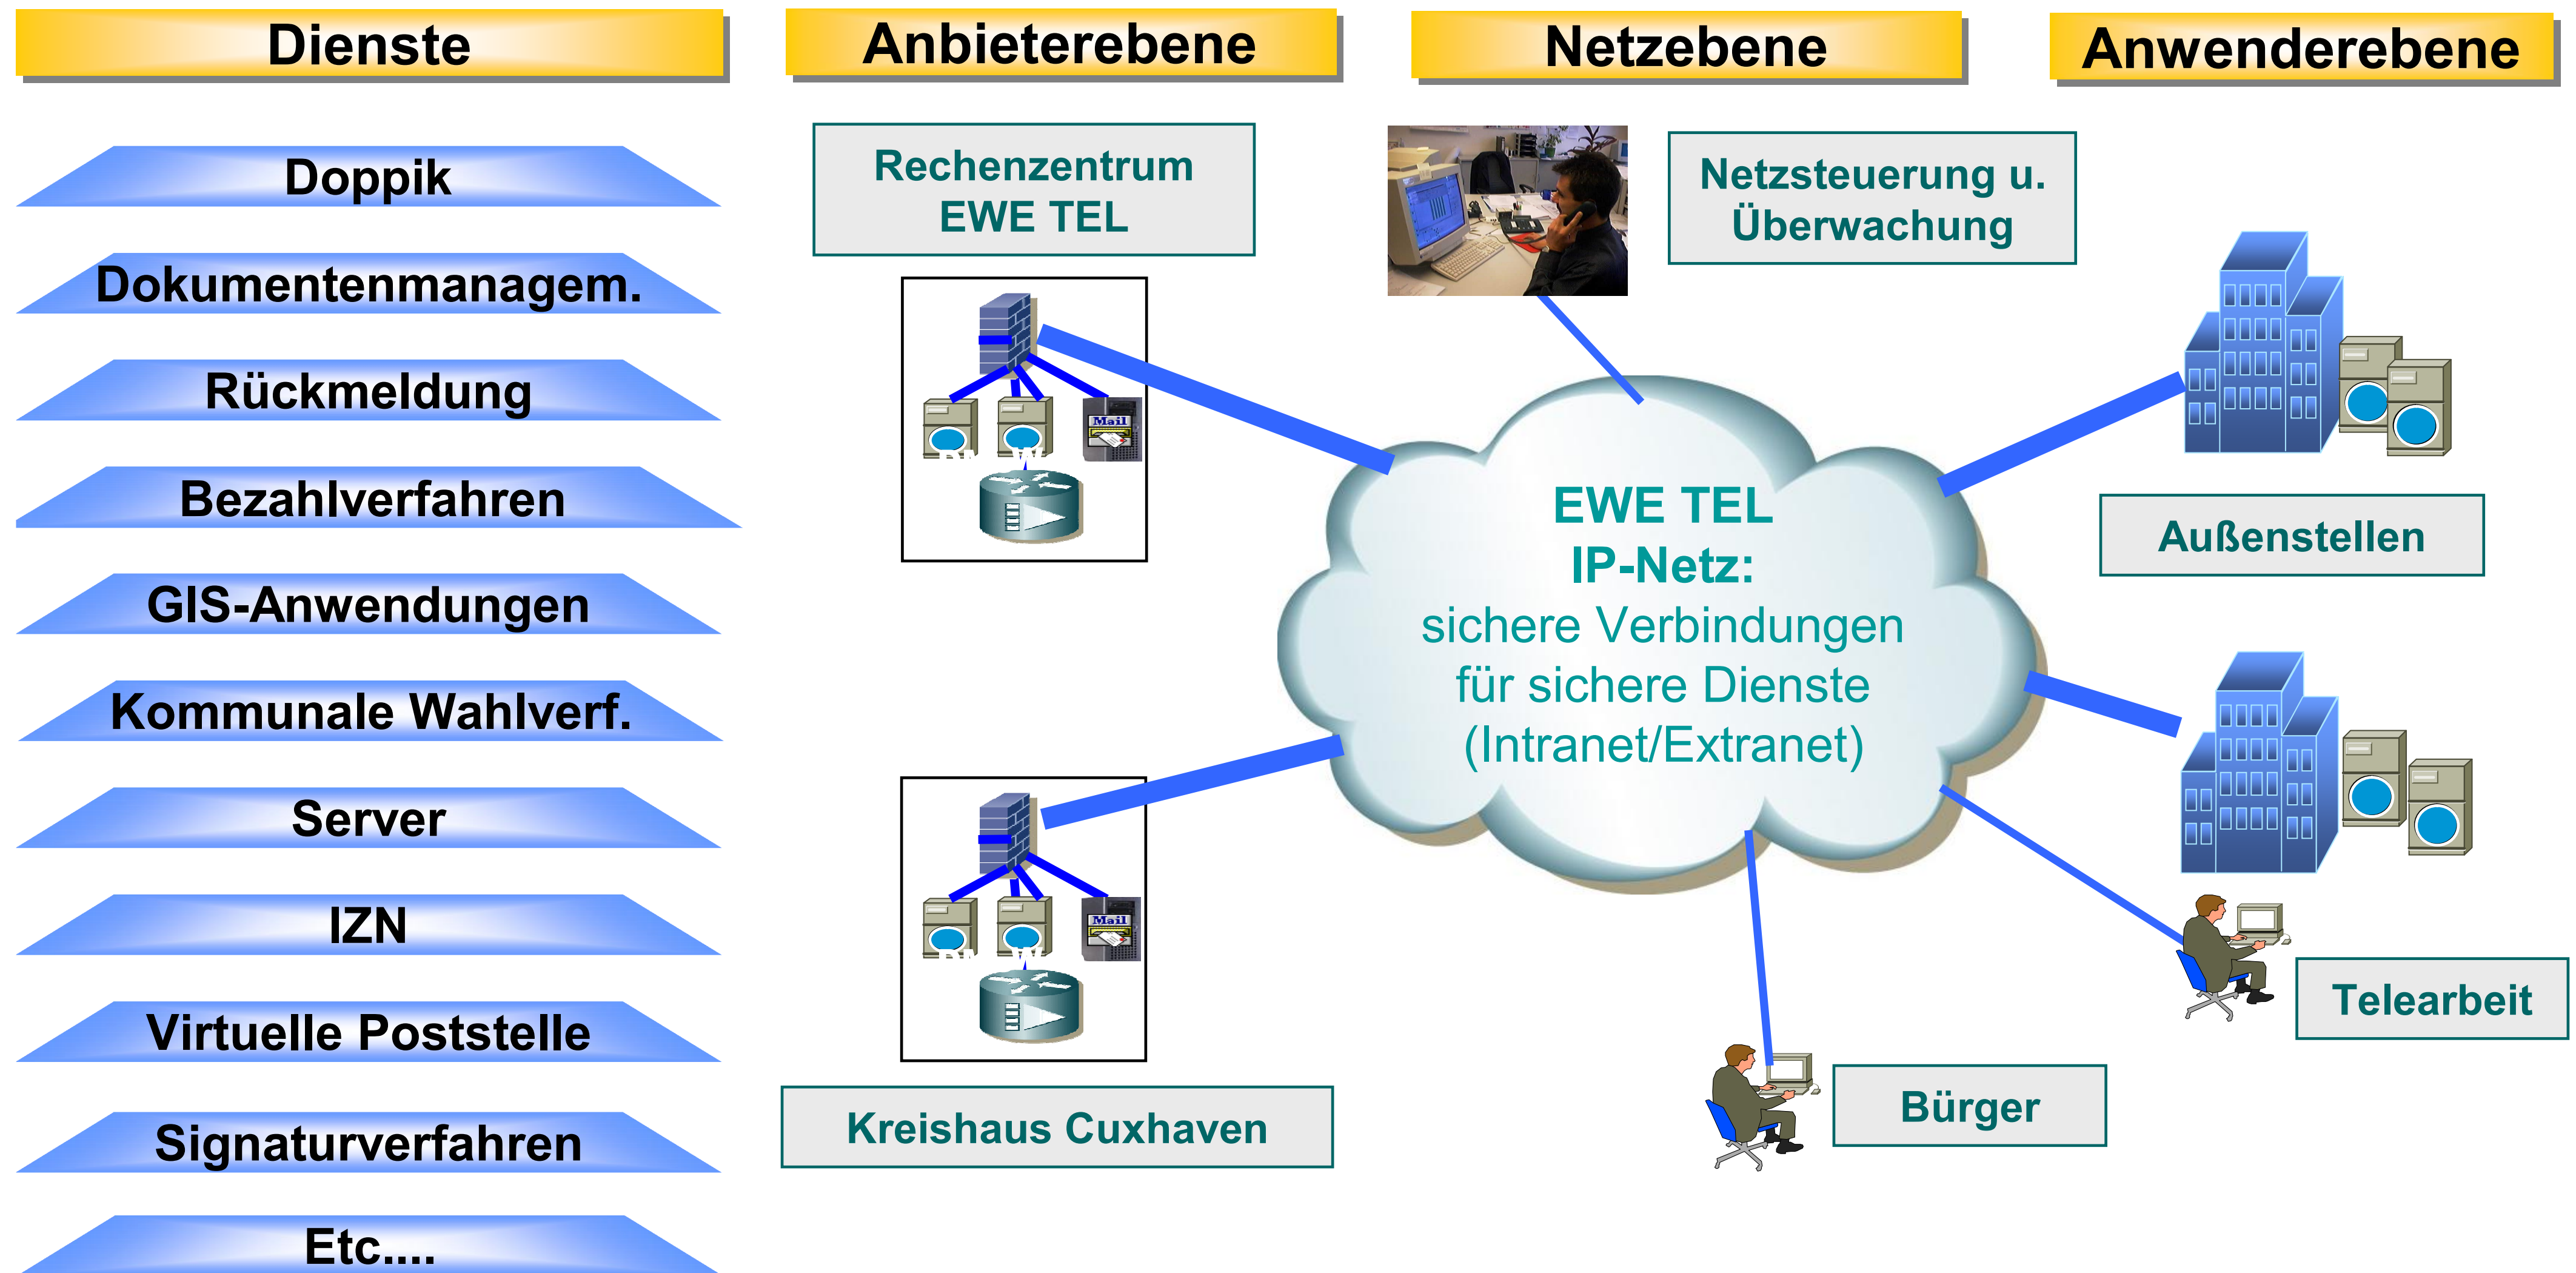 Dienste
Doppik
Dokumentenmanagem.
Rückmeldung
Bezahlverfahren
GIS-Anwendungen
Kommunale Wahlverf.
Server
IZN
Virtuelle Poststelle
Signaturverfahren
Etc....
Anbieterebene
Rechenzentrum
EWE TEL
Mail
Mail
Kreishaus Cuxhaven
Netzebene
Netzsteuerung u.
Überwachung
EWE TEL
IP-Netz:
sichere Verbindungen
für sichere Dienste
(Intranet/Extranet)
Bürger
Anwenderebene
Außenstellen
Telearbeit